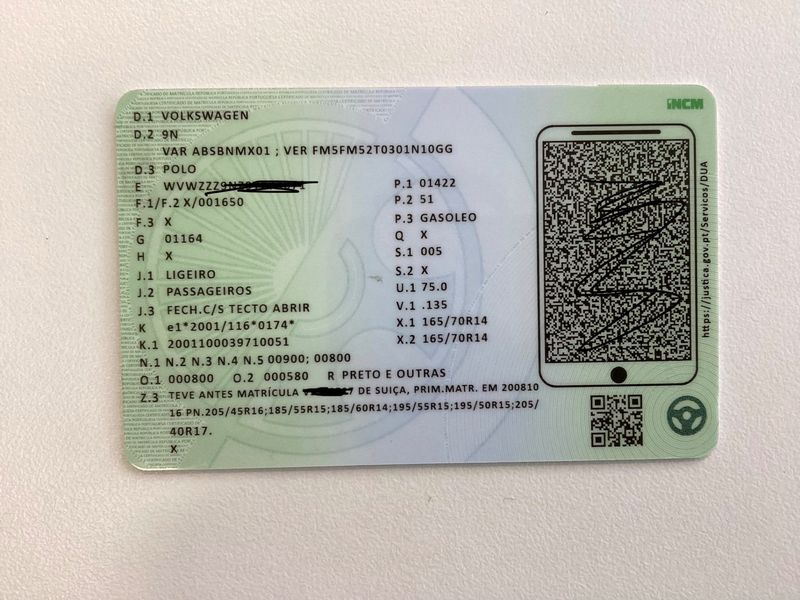 INCM
D.1 VOLKSWAGEN
D.2 9N
VAR ABSBNMX01 ; VER FM5FM52T0301N10GG
D.3 POLO
E
P.1 01422
F.1/F.2 X/001650
P.2 51
F.3 X
P.3 GASOLEO
G 01164
Q X
H X
S.1 005
J.1 LIGEIRO
S.2 X
J.2 PASSAGEIROS
U.1 75.0
J.3 FECH.C/S TECTO ABRIR
V.1 .135
K e1*2001/116*0174*
X.1 165/70R14
K.1 2001100039710051
X.2 165/70R14
N.1 N.2 N.3 N.4 N.5 00900; 00800
O.1 000800 O.2 000580 R PRETO E OUTRAS
Z.3 TEVE ANTES MATRÍCULA DE SUIÇA, PRIM.MATR. EM 200810
16 PN.205/45R16;185/55R15;185/60R14;195/55R15;195/50R15;205/
40R17.
X
https://justica.gov.pt/Servicos/DUA